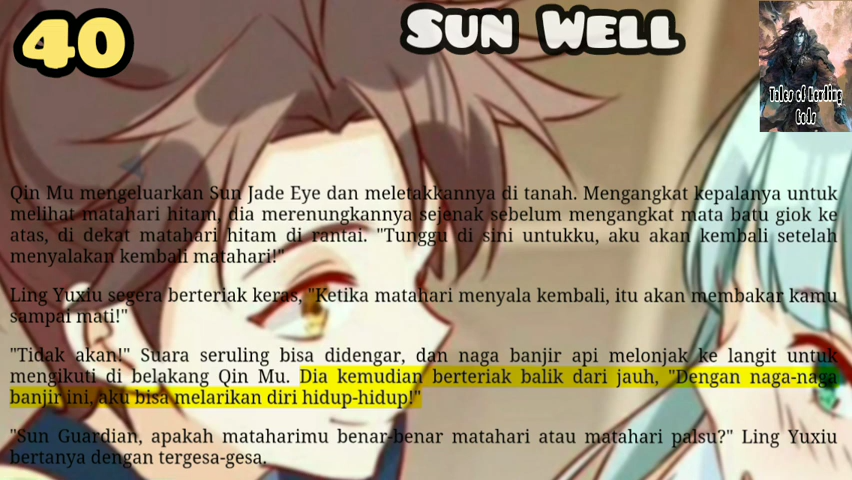 40
Sun Well
Tales of Herding
Gods
Qin Mu mengeluarkan Sun Jade Eye dan meletakkannya di tanah. Mengangkat kepalanya untuk
melihat matahari hitam, dia merenungkannya sejenak sebelum mengangkat mata batu giok ke
atas, di dekat matahari hitam di rantai. "Tunggu di sini untukku, aku akan kembali setelah
menyalakan kembali matahari!"
Ling Yuxiu segera berteriak keras, "Ketika matahari menyala kembali, itu akan membakar kamu
sampai mati!"
"Tidak akan!" Suara seruling bisa didengar, dan naga banjir api melonjak ke langit untuk
mengikuti di belakang Qin Mu. Dia kemudian berteriak balik dari jauh, "Dengan naga-naga
banjir ini, aku bisa melarikan diri hidup-hidup!"
"Sun Guardian, apakah mataharimu benar-benar matahari atau matahari palsu?" Ling Yuxiu
bertanya dengan tergesa-gesa.